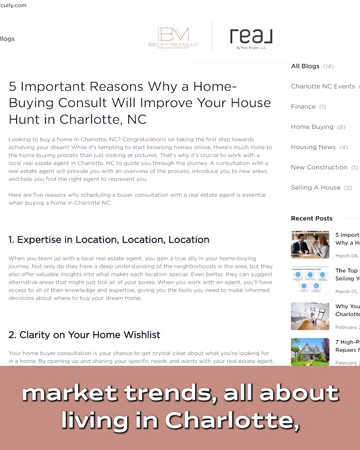 cully.com
Blogs
BM
BECKY McCULLY
real
by Real Broker, LLC
All Blogs (14)
Charlotte NC Events
Finance (1)
Home Buying (8)
Housing News (4)
New Construction (1)
Selling A House (2)
Recent Posts
5 Import
Why a H
March 08,
The Top
Selling Y
March 01,
Why You
Charlotte
February
7 High-P
Repairs f
February
5 Important Reasons Why a Home-
Buying Consult Will Improve Your House
Hunt in Charlotte, NC
Looking to buy a home in Charlotte, NC? Congratulations on taking the first step towards
achieving your dream! While it's tempting to start browsing homes online, there's much more to
the home buying process than just looking at pictures. That's why it's crucial to work with a
local real estate agent in Charlotte, NC to guide you through the journey. A consultation with a
real estate agent will provide you with an overview of the process, introduce you to new areas,
and help you find the right agent to represent you.
Here are five reasons why scheduling a buyer consultation with a real estate agent is essential
when buying a home in Charlotte NC.
1. Expertise in Location, Location, Location
When you team up with a local real estate agent, you gain a true ally in your home-buying
journey. Not only do they have a deep understanding of the neighborhoods in the area, but they
also offer valuable insights into what makes each location special. Even better, they can suggest
alternative areas that might just tick all of your boxes. When you work with an agent, you'll have
access to all of their knowledge and expertise, giving you the tools you need to make informed
decisions about where to buy your dream home.
2. Clarity on Your Home Wishlist
Your home buyer consultation is your chance to get crystal clear about what you're looking for
in a home. By opening up and sharing your specific needs and wants with your real estate agent,
market trends, all about
living in Charlotte,